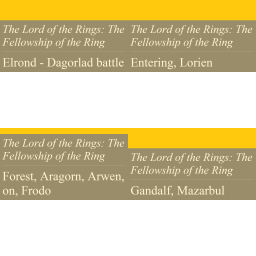 The Lord of the Rings: The
Fellowship of the Ring
Elrond - Dagorlad battle
The Lord of the Rings: The
Fellowship of the Ring
Entering, Lorien
The Lord of the Rings: The
Fellowship of the Ring
Forest, Aragorn, Arwen,
on, Frodo
The Lord of the Rings: The
Fellowship of the Ring
Gandalf, Mazarbul